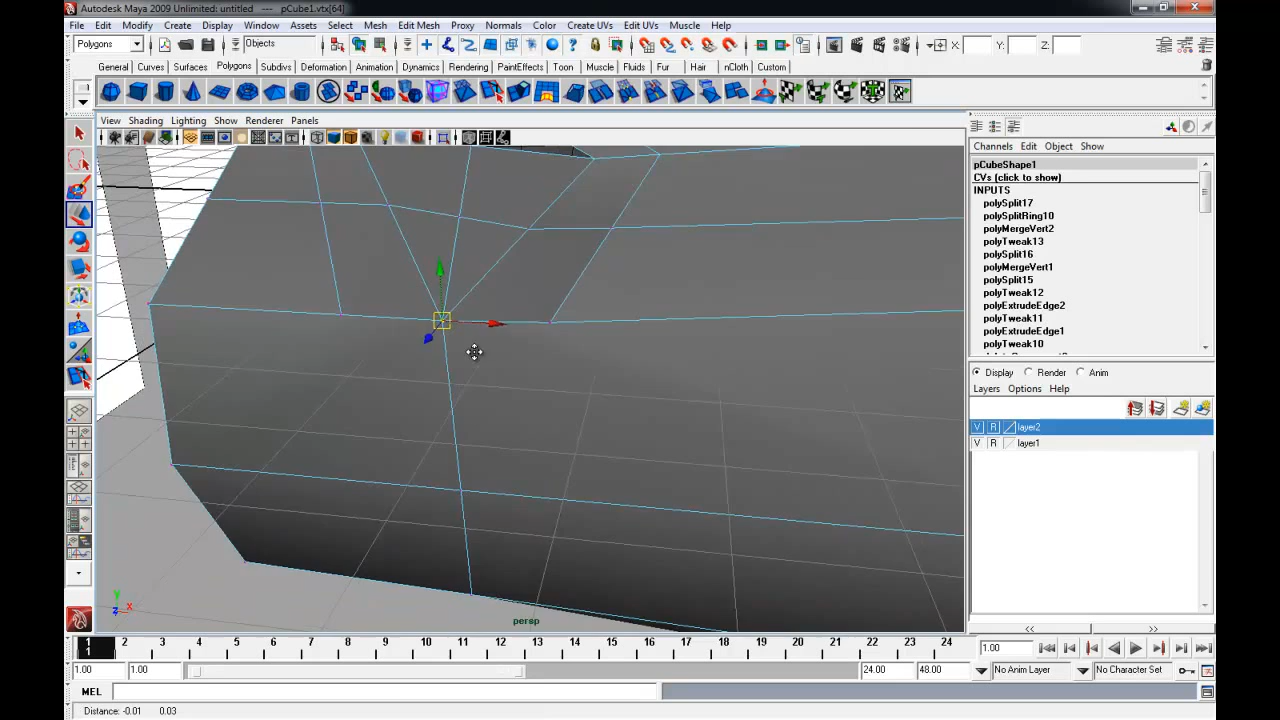 Autodesk Maya 2009 Unlimited: untitled --- pCube1.vtx[64]
File Edit Modify Create Display Window Assets Select Mesh Edit Mesh Proxy Normals Color Create UVs Edit UVs Muscle Help
Polygons Objects X: Y: Z:
General Curves Surfaces Polygons Subdivs Deformation Animation Dynamics Rendering PaintEffects Toon Muscle Fluids Fur Hair nCloth Custom
View Shading Lighting Show Renderer Panels
Channels Edit Object Show
pCubeShape1
CVs (click to show)
INPUTS
polySplit17
polySplitRing10
polyMergeVert2
polyTweak13
polySplit16
polyMergeVert1
polyTweak12
polyExtrudeEdge2
polyTweak11
polyExtrudeEdge1
polyTweak10
Display Render Anim
Layers Options Help
V R layer2
V R layer1
y
z x
persp
1 2 3 4 5 6 7 8 9 10 11 12 13 14 15 16 17 18 19 20 21 22 23 24
1
1.00
1.00 1.00 24.00 48.00 No Anim Layer No Character Set
MEL
Distance: -0.01 0.03